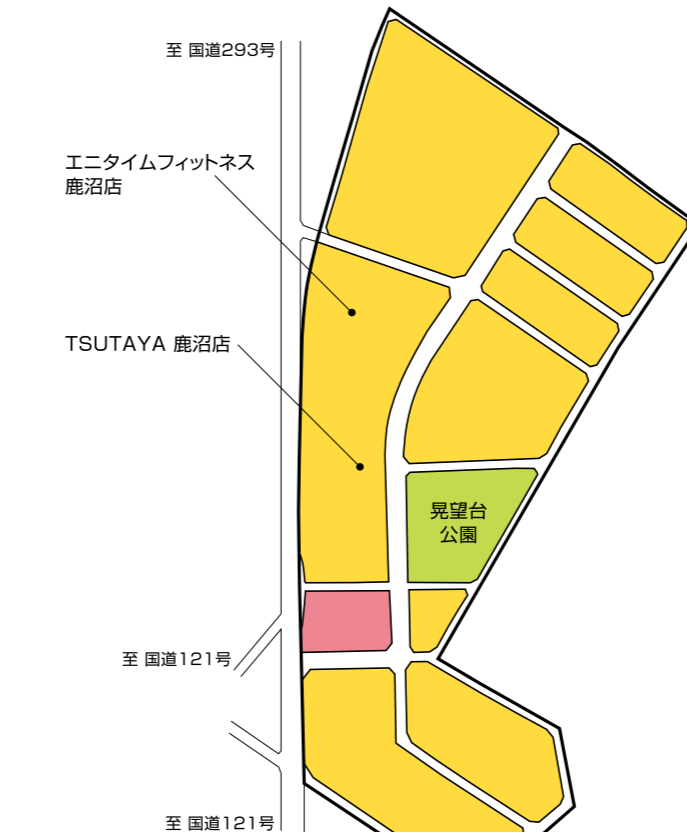 至 国道293号
エニタイムフィットネス
鹿沼店
TSUTAYA 鹿沼店
晃望台
公園
至 国道121号
至 国道121号